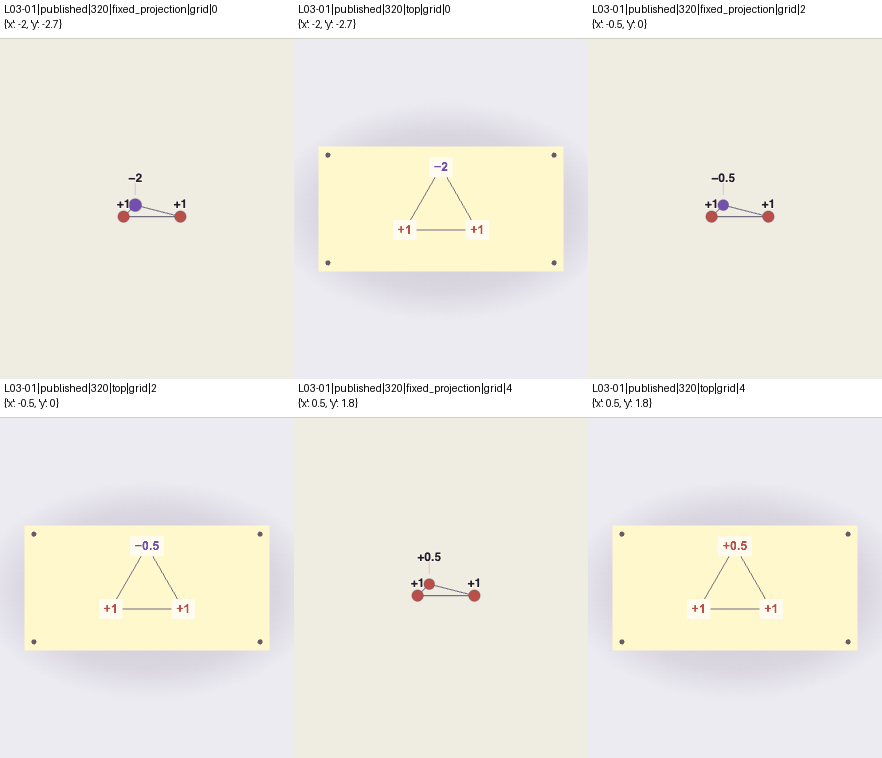 L03-01|published|320|fixed_projection|grid|0
{'x': -2, 'y': -2.7}
L03-01|published|320|top|grid|0
{'x': -2, 'y': -2.7}
L03-01|published|320|fixed_projection|grid|2
{'x': -0.5, 'y': 0}
−2
+1
+1
−2
+1
+1
−0.5
+1
+1
L03-01|published|320|top|grid|2
{'x': -0.5, 'y': 0}
L03-01|published|320|fixed_projection|grid|4
{'x': 0.5, 'y': 1.8}
L03-01|published|320|top|grid|4
{'x': 0.5, 'y': 1.8}
−0.5
+1
+1
+0.5
+1
+1
+0.5
+1
+1